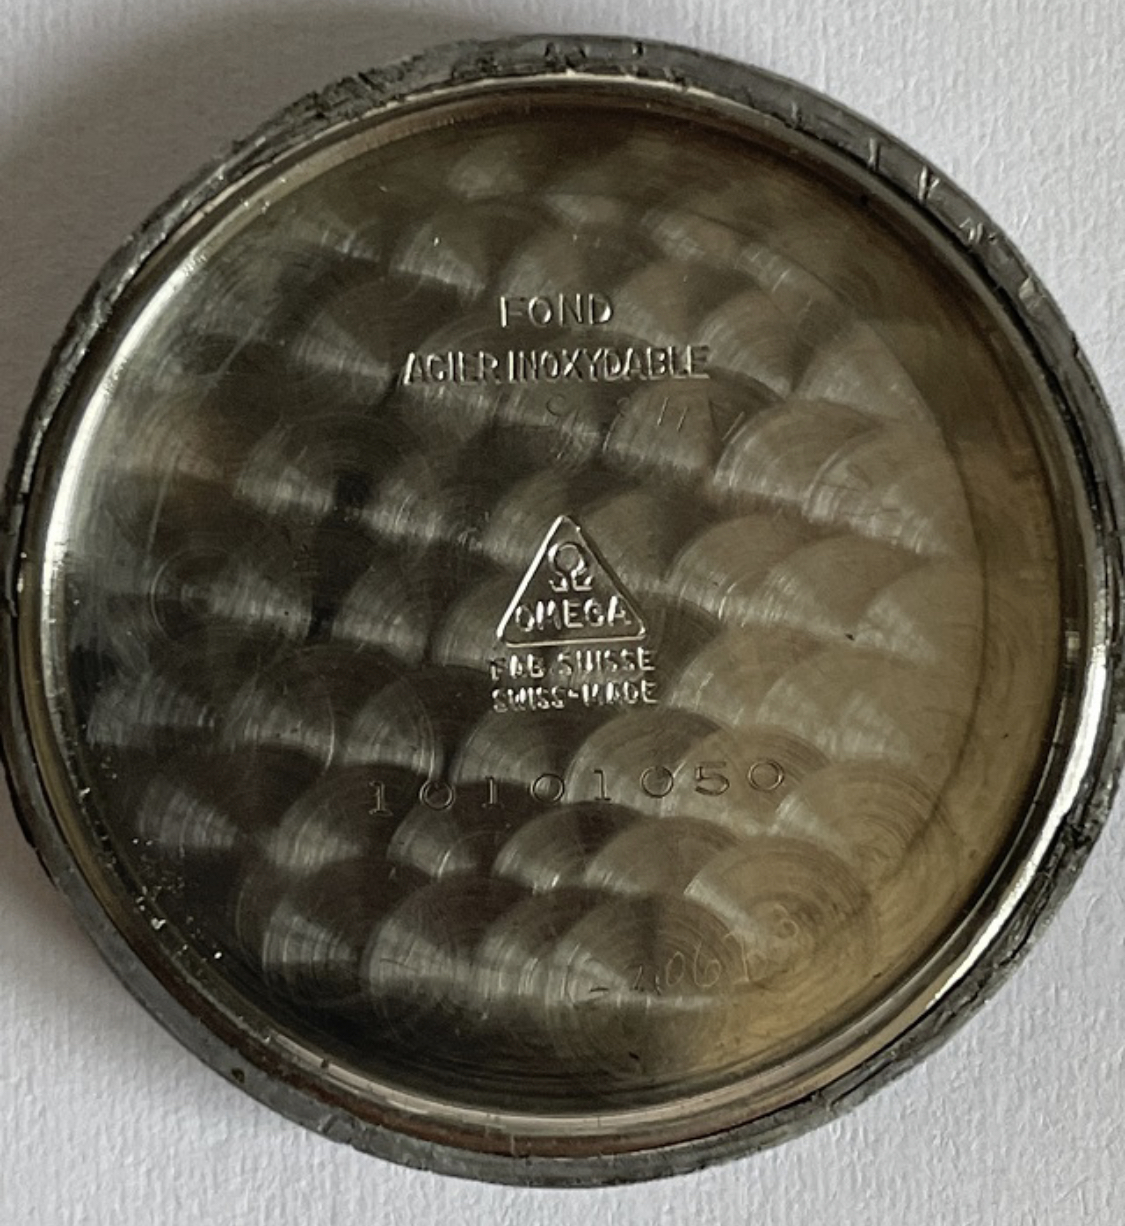 FOND
ACIER INOXYDABLE
Ω
OMEGA
FAB. SUISSE
SWISS-MADE
10101050